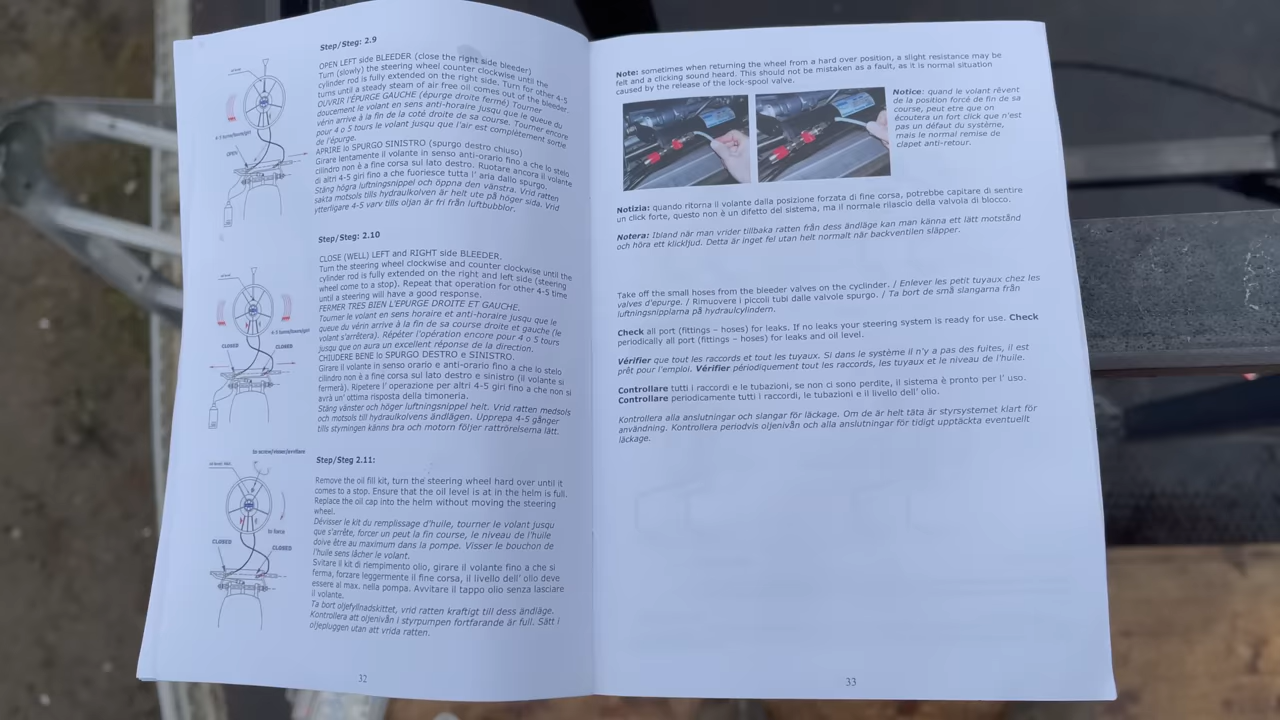 Step/Steg: 2.9
OPEN LEFT side BLEEDER (close the right side bleeder)
Turn (slowly) the steering wheel counter clockwise until the
cylinder rod is fully extended on the right side. Turn for other 4-5
turns until a steady steam of air free oil comes out of the bleeder.
OUVRIR l'ÉPURGE GAUCHE (épurge droite fermé) Tourner
doucement le volant en sens anti-horaire jusque que le queue du
vérin arrive à la fin de la coté droite de sa course. Tourner encore
pour 4 o 5 tours le volant jusque que l'air est complètement sortie
de l'épurge.
APRIRE lo SPURGO SINISTRO (spurgo destro chiuso)
Girare lentamente il volante in senso anti-orario fino a che lo stelo
cilindro non è a fine corsa sul lato destro. Ruotare ancora il volante
di altri 4-5 giri fino a che fuoriesce tutta l' aria dallo spurgo.
Stäng högra luftningsnippel och öppna den vänstra. Vrid ratten
sakta motsols tills hydraulkolven är helt ute på höger sida. Vrid
ytterligare 4-5 varv tills oljan är fri från luftbubblor.
4-5 turns/tours/giri
OPEN
Step/Steg: 2.10
CLOSE (WELL) LEFT and RIGHT side BLEEDER.
Turn the steering wheel clockwise and counter clockwise until the
cylinder rod is fully extended on the right and left side (steering
wheel come to a stop). Repeat that operation for other 4-5 time
until a steering will have a good response.
FERMER TRES BIEN L'EPURGE DROITE ET GAUCHE.
Tourner le volant en sens horaire et anti-horaire jusque que le
queue du vérin arrive à la fin de sa course droite et gauche (le
volant s'arrêtera). Répéter l'opération encore pour 4 o 5 tours
jusque que on aura un excellent réponse de la direction.
CHIUDERE BENE lo SPURGO DESTRO E SINISTRO.
Girare il volante in senso orario e anti-orario fino a che lo stelo
cilindro non è a fine corsa sul lato destro e sinistro (il volante si
fermerà). Ripetere l' operazione per altri 4-5 giri fino a che non si
avrà un' ottima risposta della timoneria.
Stäng vänster och höger luftningsnippel helt. Vrid ratten medsols
och motsols till hydraulkolvens ändlägen. Upprepa 4-5 gånger
tills styrningen känns bra och motorn följer rattrörelserna lätt.
4-5 turns/tours/giri
CLOSED
CLOSED
to screw/visser/avvitare
Step/Steg 2.11:
Remove the oil fill kit, turn the steering wheel hard over until it
comes to a stop. Ensure that the oil level is at in the helm is full.
Replace the oil cap into the helm without moving the steering
wheel.
Dévisser le kit du remplissage d'huile, tourner le volant jusqu
que s'arrête, forcer un peut la fin course, le niveau de l'huile
doive être au maximum dans la pompe. Visser le bouchon de
l'huile sens lâcher le volant.
Svitare il kit di riempimento olio, girare il volante fino a che si
ferma, forzare leggermente il fine corsa, il livello dell' olio deve
essere al max. nella pompa. Avvitare il tappo olio senza lasciare
il volante.
Ta bort oljefyllnadskittet, vrid ratten kraftigt till dess ändläge.
Kontrollera att oljenivån i styrpumpen fortfarande är full. Sätt i
oljepluggen utan att vrida ratten.
oil level Max.
to force
CLOSED
CLOSED
32
Note: sometimes when returning the wheel from a hard over position, a slight resistance may be
felt and a clicking sound heard. This should not be mistaken as a fault, as it is normal situation
caused by the release of the lock-spool valve.
Notice: quand le volant rêvent
de la position forcé de fin de sa
course, peut etre que on
écoutera un fort click que n'est
pas un défaut du système,
mais le normal remise de
clapet anti-retour.
Notizia: quando ritorna il volante dalla posizione forzata di fine corsa, potrebbe capitare di sentire
un click forte, questo non è un difetto del sistema, ma il normale rilascio della valvola di blocco.
Notera: Ibland när man vrider tillbaka ratten från dess ändläge kan man känna ett lätt motstånd
och höra ett klickljud. Detta är inget fel utan helt normalt när backventilen släpper.
Take off the small hoses from the bleeder valves on the cyclinder. / Enlever les petit tuyaux chez les
valves d'epurge. / Rimuovere i piccoli tubi dalle valvole spurgo. / Ta bort de små slangarna från
luftningsnipplarna på hydraulcylindern.
Check all port (fittings – hoses) for leaks. If no leaks your steering system is ready for use. Check
periodically all port (fittings – hoses) for leaks and oil level.
Vérifier que tout les raccords et tout les tuyaux. Si dans le système il n'y a pas des fuites, il est
prêt pour l'emploi. Vérifier périodiquement tout les raccords, les tuyaux et le niveau de l'huile.
Controllare tutti i raccordi e le tubazioni, se non ci sono perdite, il sistema è pronto per l' uso.
Controllare periodicamente tutti i raccordi, le tubazioni e il livello dell' olio.
Kontrollera alla anslutningar och slangar för läckage. Om de är helt täta är styrsystemet klart för
användning. Kontrollera periodvis oljenivån och alla anslutningar för tidigt upptäckta eventuellt
läckage.
33